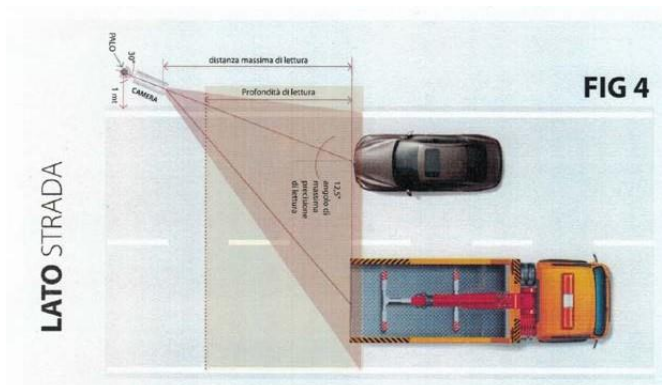 PALO
30°
distanza massima di lettura
CAMERA
1 mt
Profondità di lettura
FIG 4
12,5°
angolo di
massima
precisione
di lettura
LATO STRADA